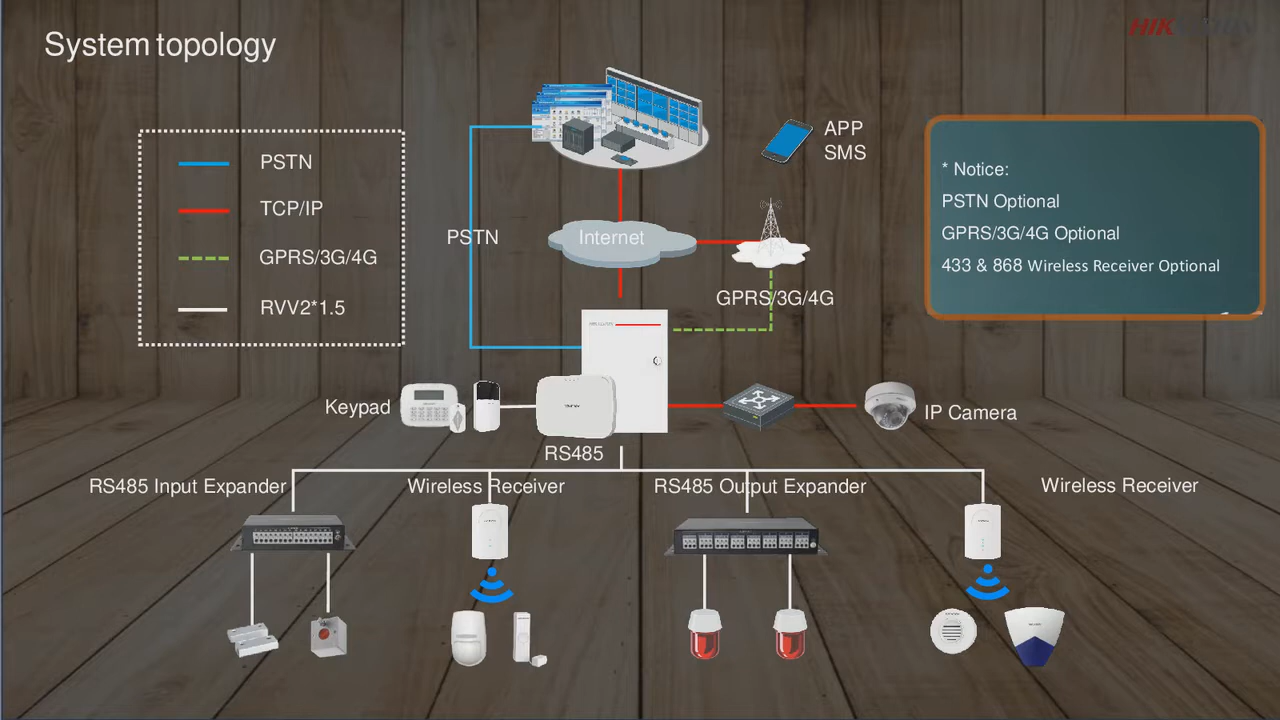 System topology
HIKVISION
PSTN
TCP/IP
GPRS/3G/4G
RVV2*1.5
APP
SMS
* Notice:
PSTN Optional
GPRS/3G/4G Optional
433 & 868 Wireless Receiver Optional
PSTN
Internet
GPRS/3G/4G
Keypad
IP Camera
RS485
RS485 Input Expander
Wireless Receiver
RS485 Output Expander
Wireless Receiver